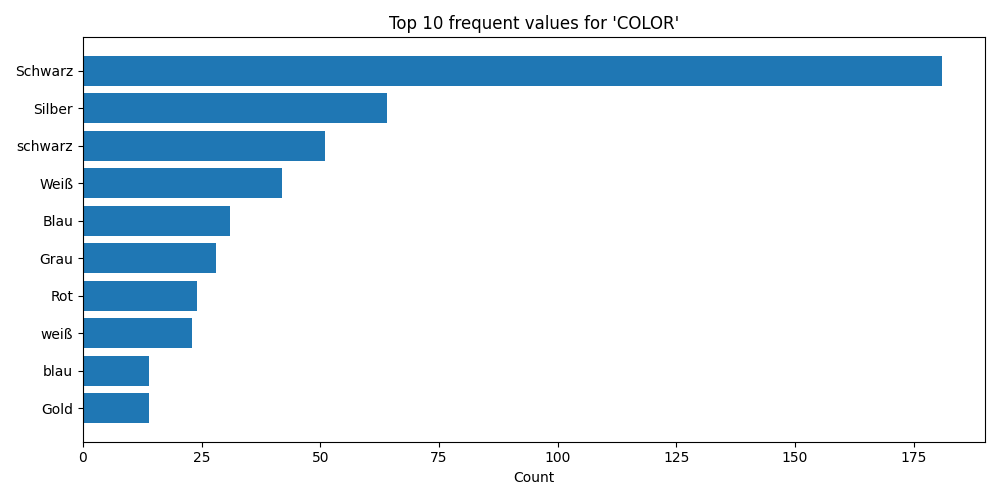 Top 10 frequent values for 'COLOR'
Schwarz
Silber
schwarz
Weiß
Blau
Grau
Rot
weiß
blau
Gold
0 25 50 75 100 125 150 175
Count